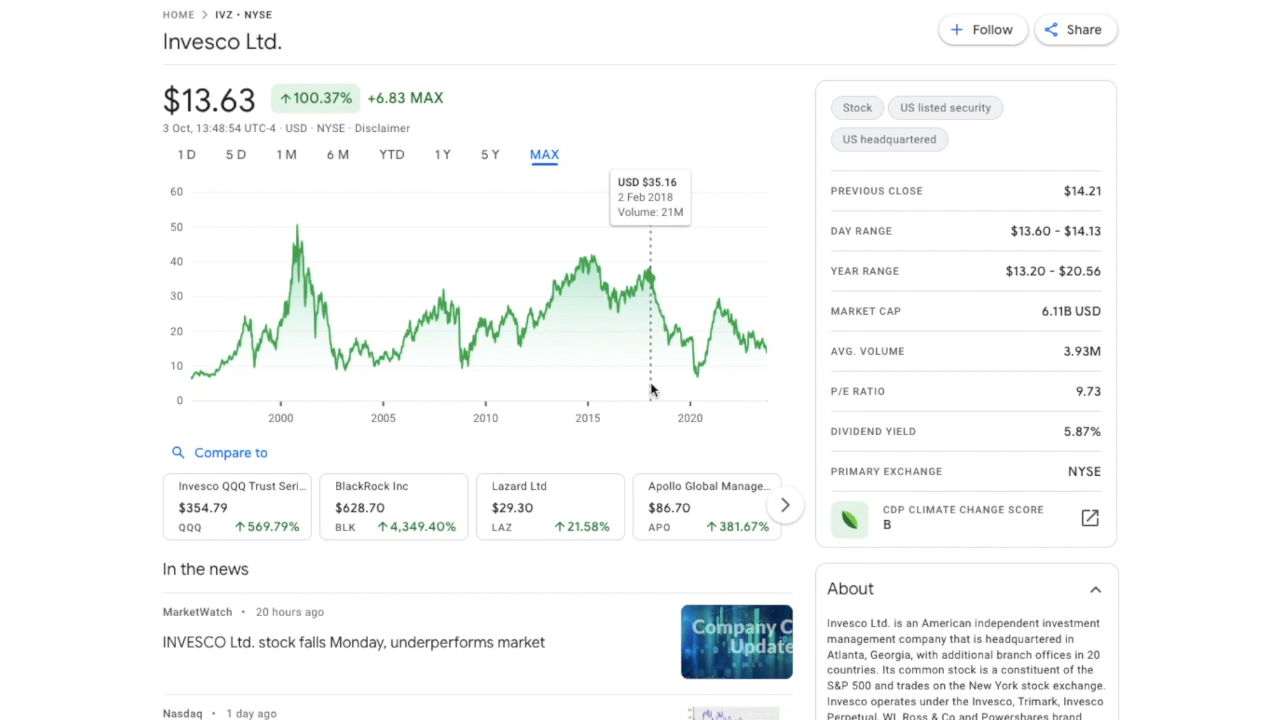 HOME > IVZ • NYSE
Invesco Ltd.
Follow
Share
$13.63 ↑100.37% +6.83 MAX
3 Oct, 13:48:54 UTC-4 · USD · NYSE · Disclaimer
1 D 5 D 1 M 6 M YTD 1 Y 5 Y MAX
USD $35.16
2 Feb 2018
Volume: 21M
60
50
40
30
20
10
0
2000 2005 2010 2015 2020
Compare to
Invesco QQQ Trust Seri...
$354.79
QQQ ↑569.79%
BlackRock Inc
$628.70
BLK ↑4,349.40%
Lazard Ltd
$29.30
LAZ ↑21.58%
Apollo Global Manage...
$86.70
APO ↑381.67%
In the news
MarketWatch • 20 hours ago
INVESCO Ltd. stock falls Monday, underperforms market
Company C
Update
Nasdaq • 1 day ago
Stock US listed security
US headquartered
PREVIOUS CLOSE $14.21
DAY RANGE $13.60 - $14.13
YEAR RANGE $13.20 - $20.56
MARKET CAP 6.11B USD
AVG. VOLUME 3.93M
P/E RATIO 9.73
DIVIDEND YIELD 5.87%
PRIMARY EXCHANGE NYSE
CDP CLIMATE CHANGE SCORE
B
About
Invesco Ltd. is an American independent investment
management company that is headquartered in
Atlanta, Georgia, with additional branch offices in 20
countries. Its common stock is a constituent of the
S&P 500 and trades on the New York stock exchange.
Invesco operates under the Invesco, Trimark, Invesco
Perpetual, WL Ross & Co and Powershares brand